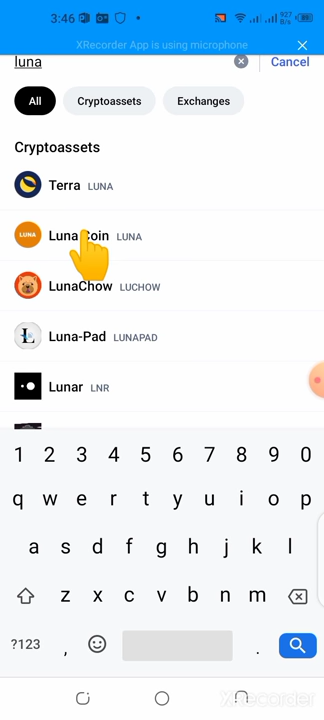 3:46
927
B/s
XRecorder App is using microphone
luna
Cancel
All Cryptoassets Exchanges
Cryptoassets
Terra LUNA
LUNA Luna Coin LUNA
LunaChow LUCHOW
L Luna-Pad LUNAPAD
Lunar LNR
1 2 3 4 5 6 7 8 9 0
q w e r t y u i o p
a s d f g h j k l
z x c v b n m
?123 , .
XRecorder